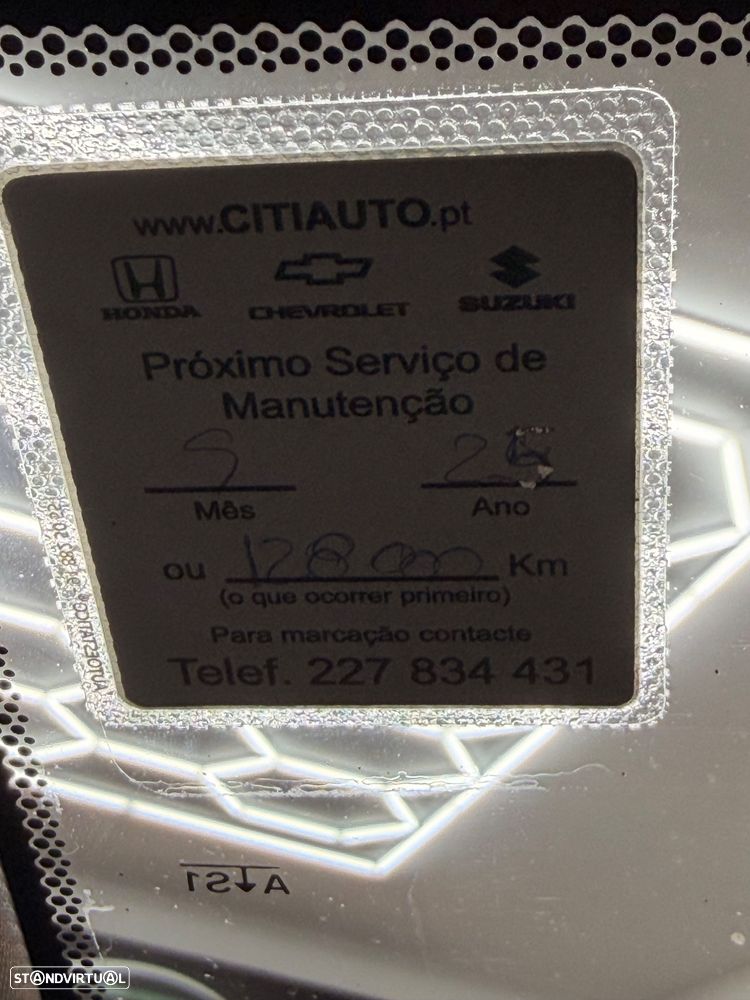 www.CITIAUTO.pt
HONDA CHEVROLET SUZUKI
Próximo Serviço de
Manutenção
5 25
Mês Ano
ou 128000 Km
(o que ocorrer primeiro)
Para marcação contacte
Telef. 227 834 431
A↓S1
STANDVIRTUAL